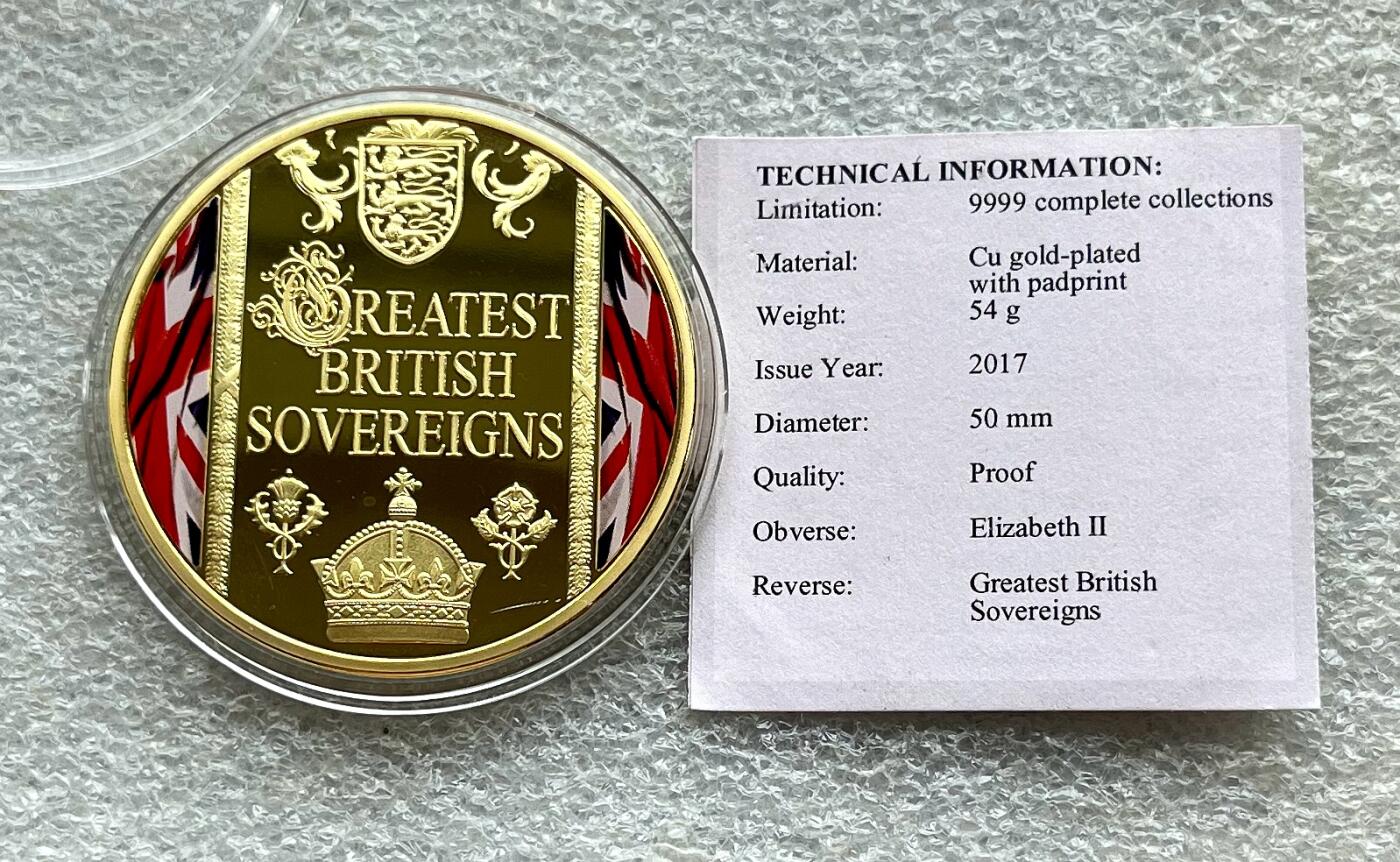 GREATEST
BRITISH
SOVEREIGNS
TECHNICAL INFORMATION:
Limitation: 9999 complete collections
Material: Cu gold-plated
with padprint
Weight: 54 g
Issue Year: 2017
Diameter: 50 mm
Quality: Proof
Obverse: Elizabeth II
Reverse: Greatest British
Sovereigns